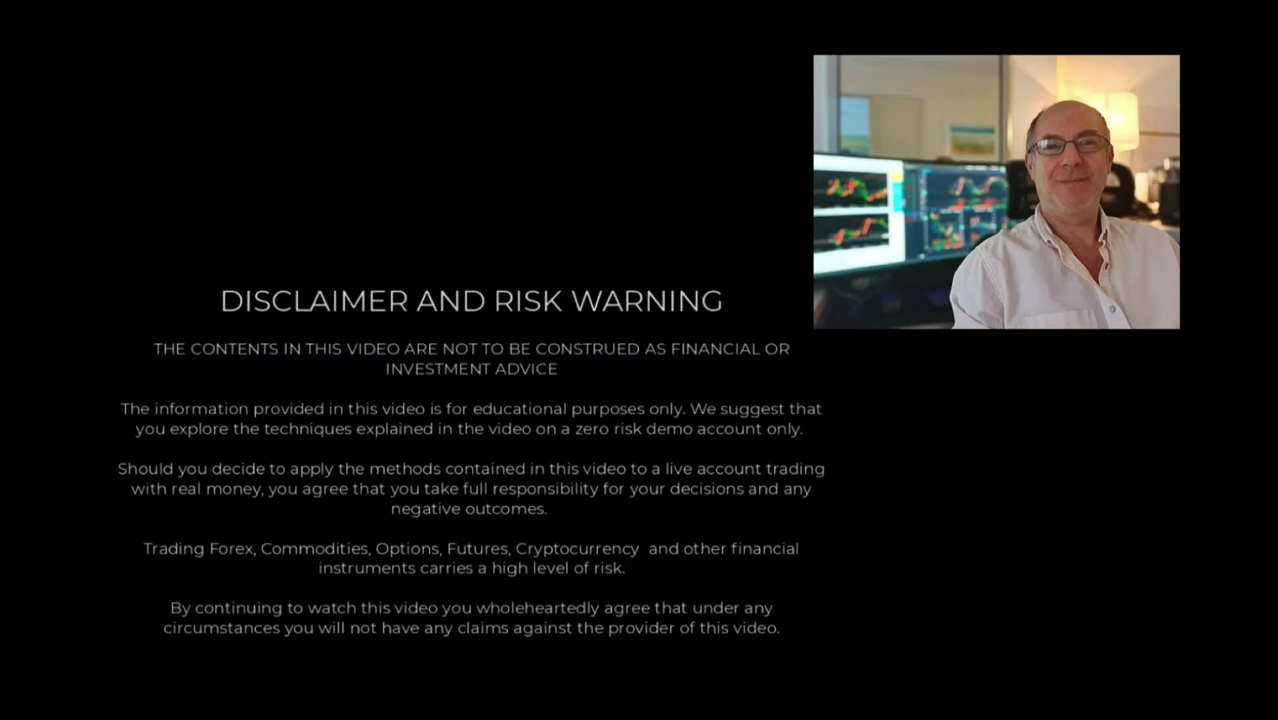 DISCLAIMER AND RISK WARNING
THE CONTENTS IN THIS VIDEO ARE NOT TO BE CONSTRUED AS FINANCIAL OR
INVESTMENT ADVICE
The information provided in this video is for educational purposes only. We suggest that
you explore the techniques explained in the video on a zero risk demo account only.
Should you decide to apply the methods contained in this video to a live account trading
with real money, you agree that you take full responsibility for your decisions and any
negative outcomes.
Trading Forex, Commodities, Options, Futures, Cryptocurrency  and other financial
instruments carries a high level of risk.
By continuing to watch this video you wholeheartedly agree that under any
circumstances you will not have any claims against the provider of this video.